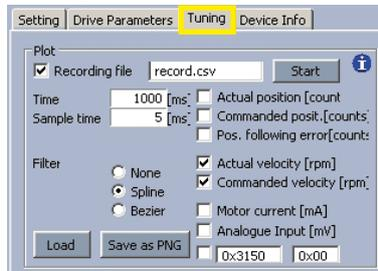 Setting Drive Parameters Tuning Device Info
Plot
Recording file record.csv Start
Time 1000 [ms] Actual position [count
Sample time 5 [ms] Commanded posit.[counts]
Pos. following error[counts
Filter None Actual velocity [rpm]
Spline Commanded velocity [rpm]
Bezier Motor current [mA]
Analogue Input [mV]
Load Save as PNG 0x3150 0x00